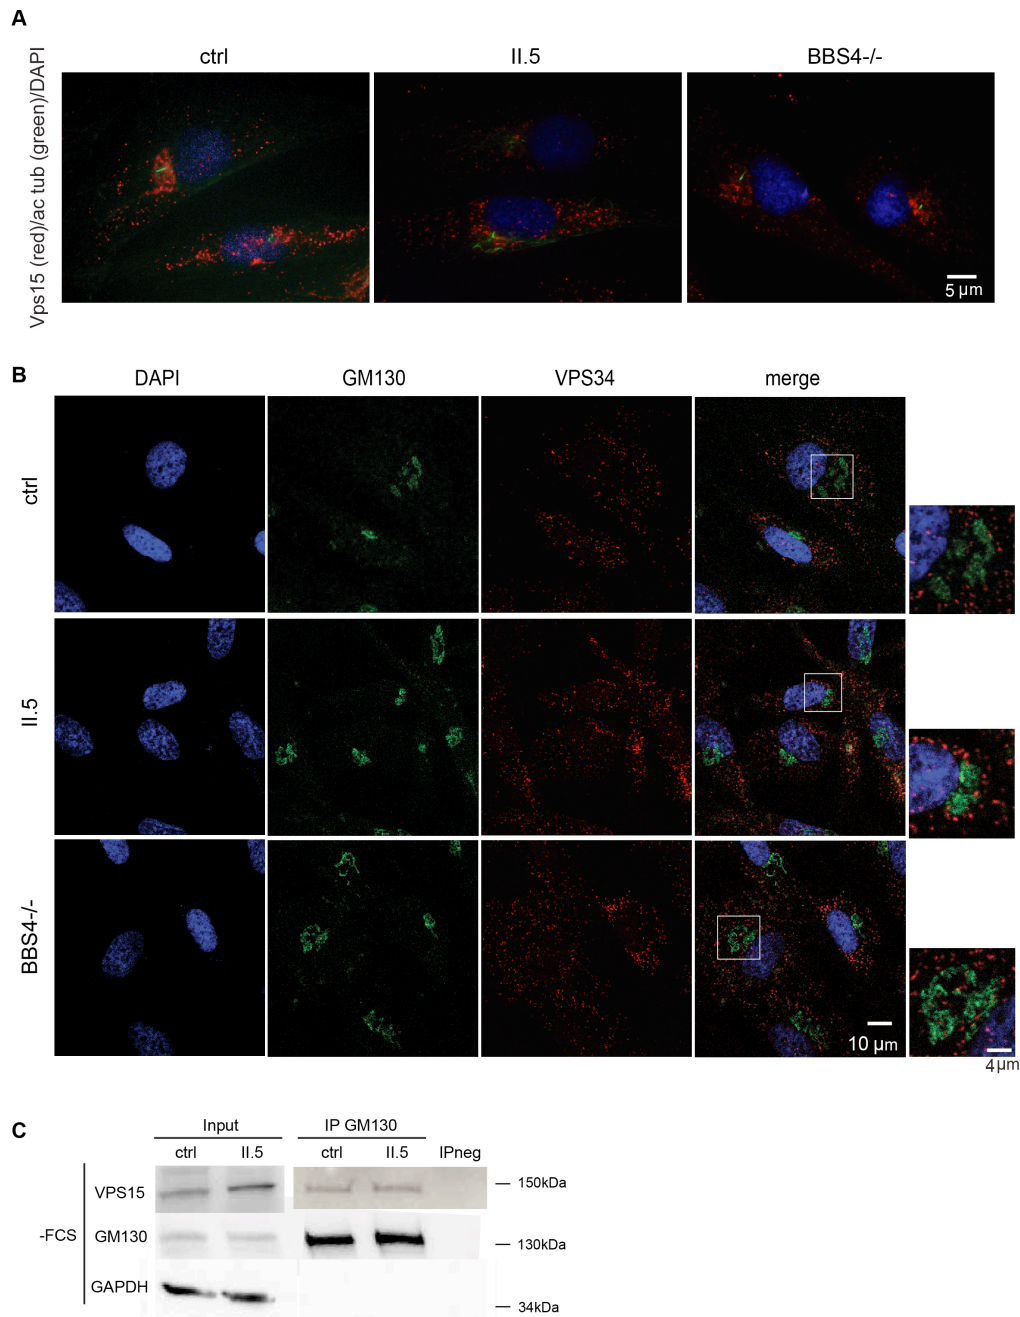 A
ctrl II.5 BBS4-/-
Vps15 (red)/ac tub (green)/DAPI
5 µm
B
DAPI GM130 VPS34 merge
ctrl
II.5
BBS4-/-
10 µm
4µm
C
Input IP GM130
ctrl II.5 ctrl II.5 IPneg
VPS15 150kDa
-FCS GM130 130kDa
GAPDH 34kDa